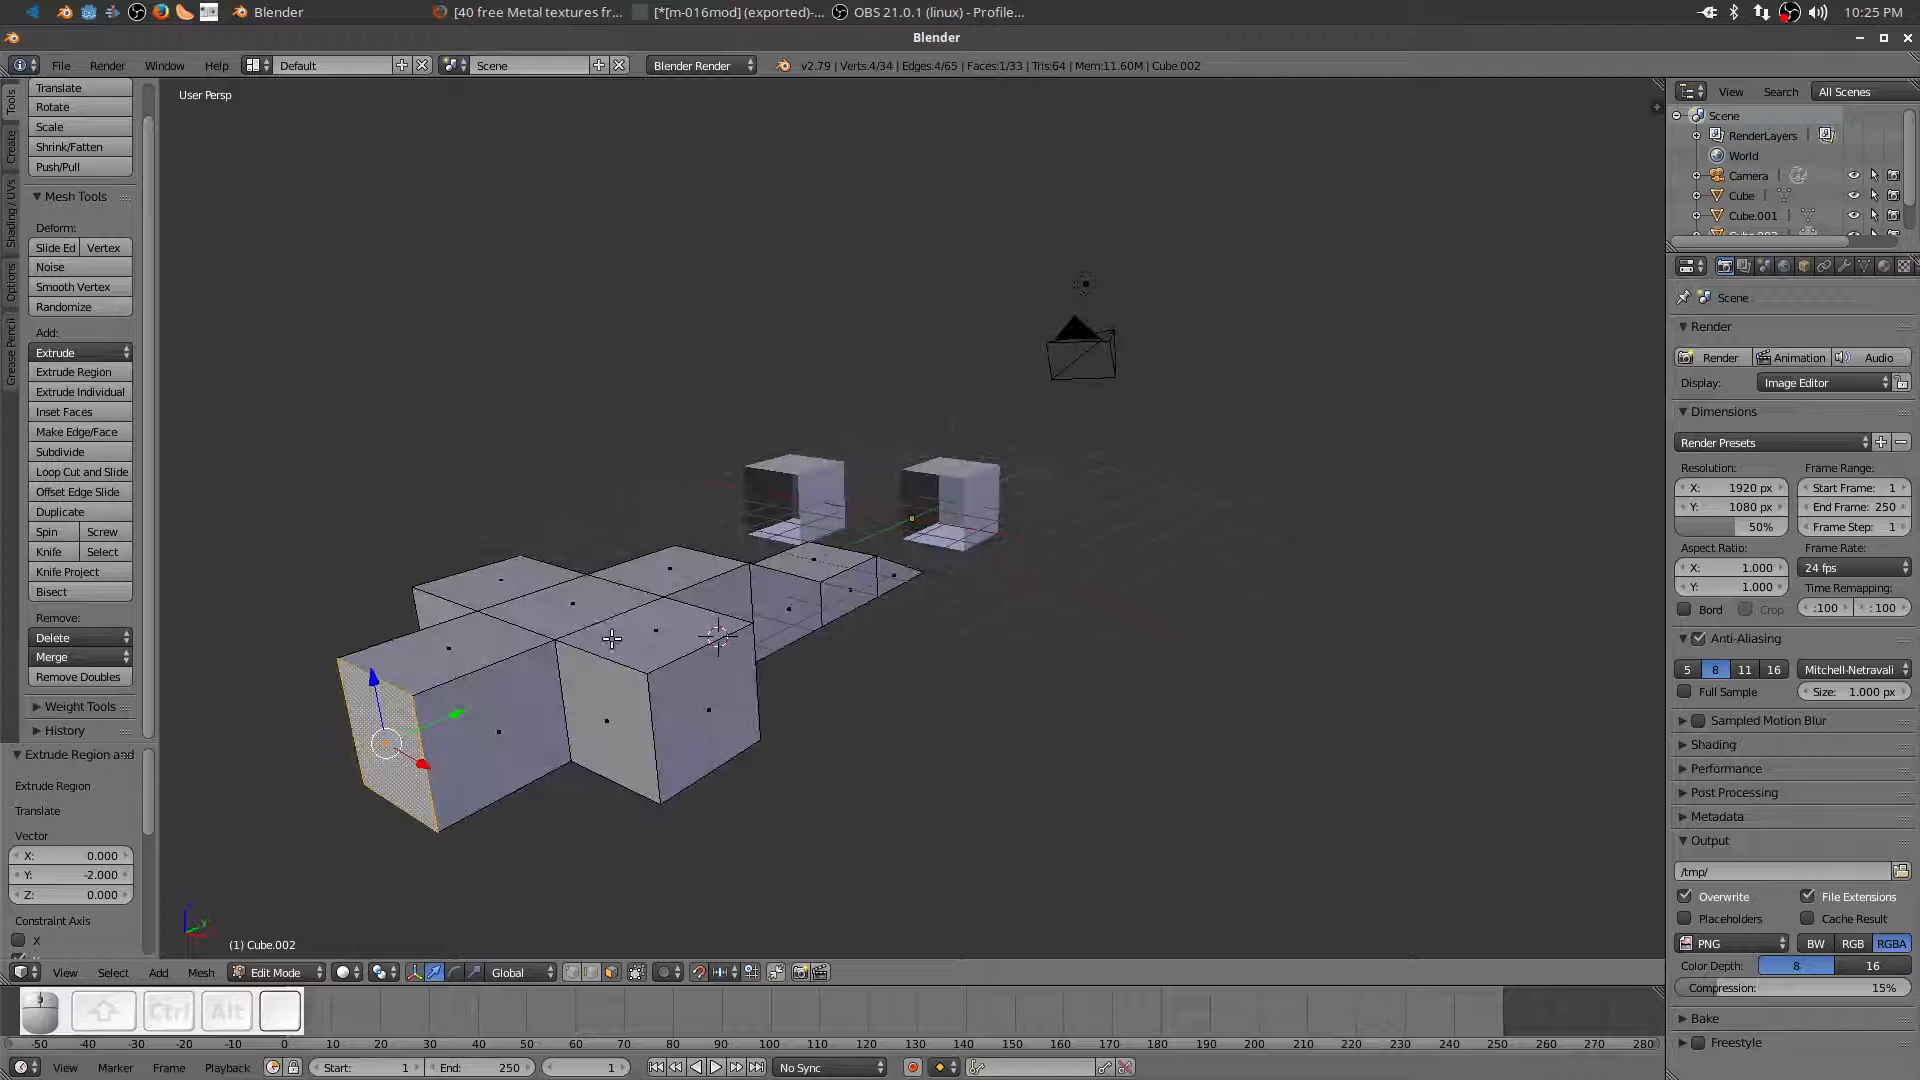 Blender
[40 free Metal textures fr...
[*[m-016mod] (exported)-...
OBS 21.0.1 (linux) - Profile...
10:25 PM
Blender
File
Render
Window
Help
Default
Scene
Blender Render
v2.79 | Verts:4/34 | Edges:4/65 | Faces:1/33 | Tris:64 | Mem:11.60M | Cube.002
Tools
Create
Shading / UVs
Options
Grease Pencil
Translate
Rotate
Scale
Shrink/Fatten
Push/Pull
Mesh Tools
Deform:
Slide Ed
Vertex
Noise
Smooth Vertex
Randomize
Add:
Extrude
Extrude Region
Extrude Individual
Inset Faces
Make Edge/Face
Subdivide
Loop Cut and Slide
Offset Edge Slide
Duplicate
Spin
Screw
Knife
Select
Knife Project
Bisect
Remove:
Delete
Merge
Remove Doubles
Weight Tools
History
Extrude Region and
Extrude Region
Translate
Vector
X: 0.000
Y: -2.000
Z: 0.000
Constraint Axis
X
User Persp
(1) Cube.002
View
Search
All Scenes
Scene
RenderLayers
World
Camera
Cube
Cube.001
Scene
Render
Render
Animation
Audio
Display:
Image Editor
Dimensions
Render Presets
Resolution:
Frame Range:
X: 1920 px
Start Frame: 1
Y: 1080 px
End Frame: 250
50%
Frame Step: 1
Aspect Ratio:
Frame Rate:
X: 1.000
24 fps
Y: 1.000
Time Remapping:
Bord
Crop
:100
:100
Anti-Aliasing
5
8
11
16
Mitchell-Netravali
Full Sample
Size: 1.000 px
Sampled Motion Blur
Shading
Performance
Post Processing
Metadata
Output
/tmp/
Overwrite
File Extensions
Placeholders
Cache Result
PNG
BW
RGB
RGBA
Color Depth:
8
16
Compression: 15%
Bake
Freestyle
View
Select
Add
Mesh
Edit Mode
Global
Ctrl
Alt
-50 -40 -30 -20 -10 0 10 20 30 40 50 60 70 80 90 100 110 120 130 140 150 160 170 180 190 200 210 220 230 240 250 260 270 280
View
Marker
Frame
Playback
Start: 1
End: 250
1
No Sync